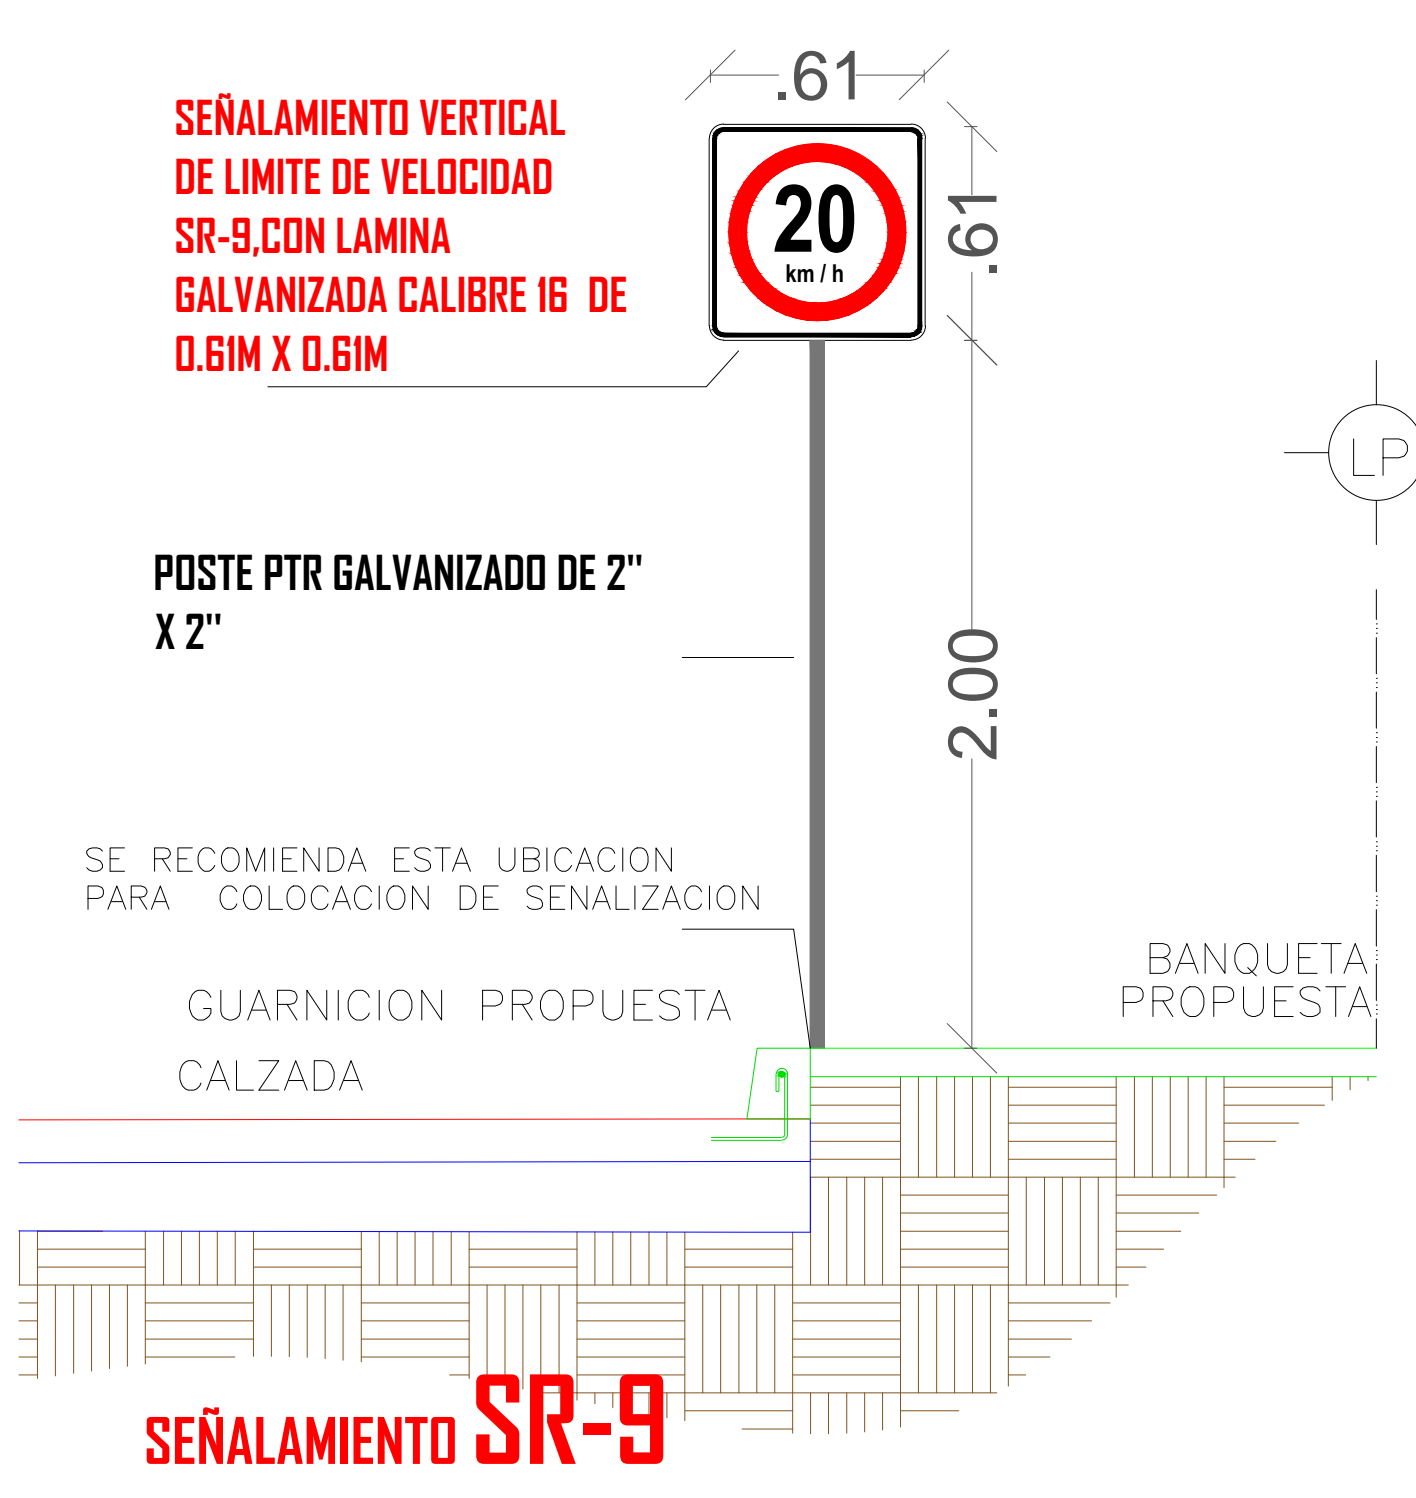 .61
SEÑALAMIENTO VERTICAL
DE LIMITE DE VELOCIDAD
SR-9,CON LAMINA
GALVANIZADA CALIBRE 16 DE
0.61M X 0.61M
20
km / h
.61
LP
POSTE PTR GALVANIZADO DE 2"
X 2"
2.00
SE RECOMIENDA ESTA UBICACION
PARA COLOCACION DE SENALIZACION
BANQUETA
PROPUESTA
GUARNICION PROPUESTA
CALZADA
SEÑALAMIENTO SR-9